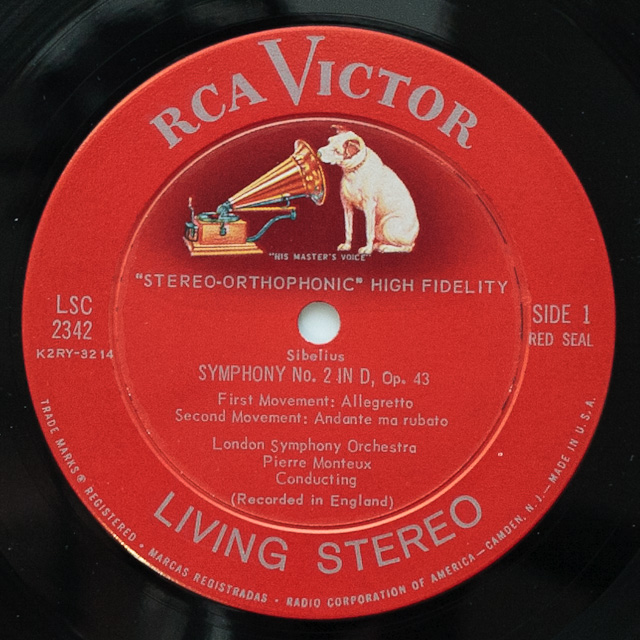 RCA VICTOR
"HIS MASTER'S VOICE"
"STEREO-ORTHOPHONIC" HIGH FIDELITY
LSC
2342
K2RY-3214
SIDE 1
RED SEAL
Sibelius
SYMPHONY No. 2 IN D, Op. 43
First Movement: Allegretto
Second Movement: Andante ma rubato
London Symphony Orchestra
Pierre Monteux
Conducting
(Recorded in England)
LIVING STEREO
TRADE MARKS ® REGISTERED • MARCAS REGISTRADAS • RADIO CORPORATION OF AMERICA—CAMDEN, N. J.—MADE IN U.S.A.